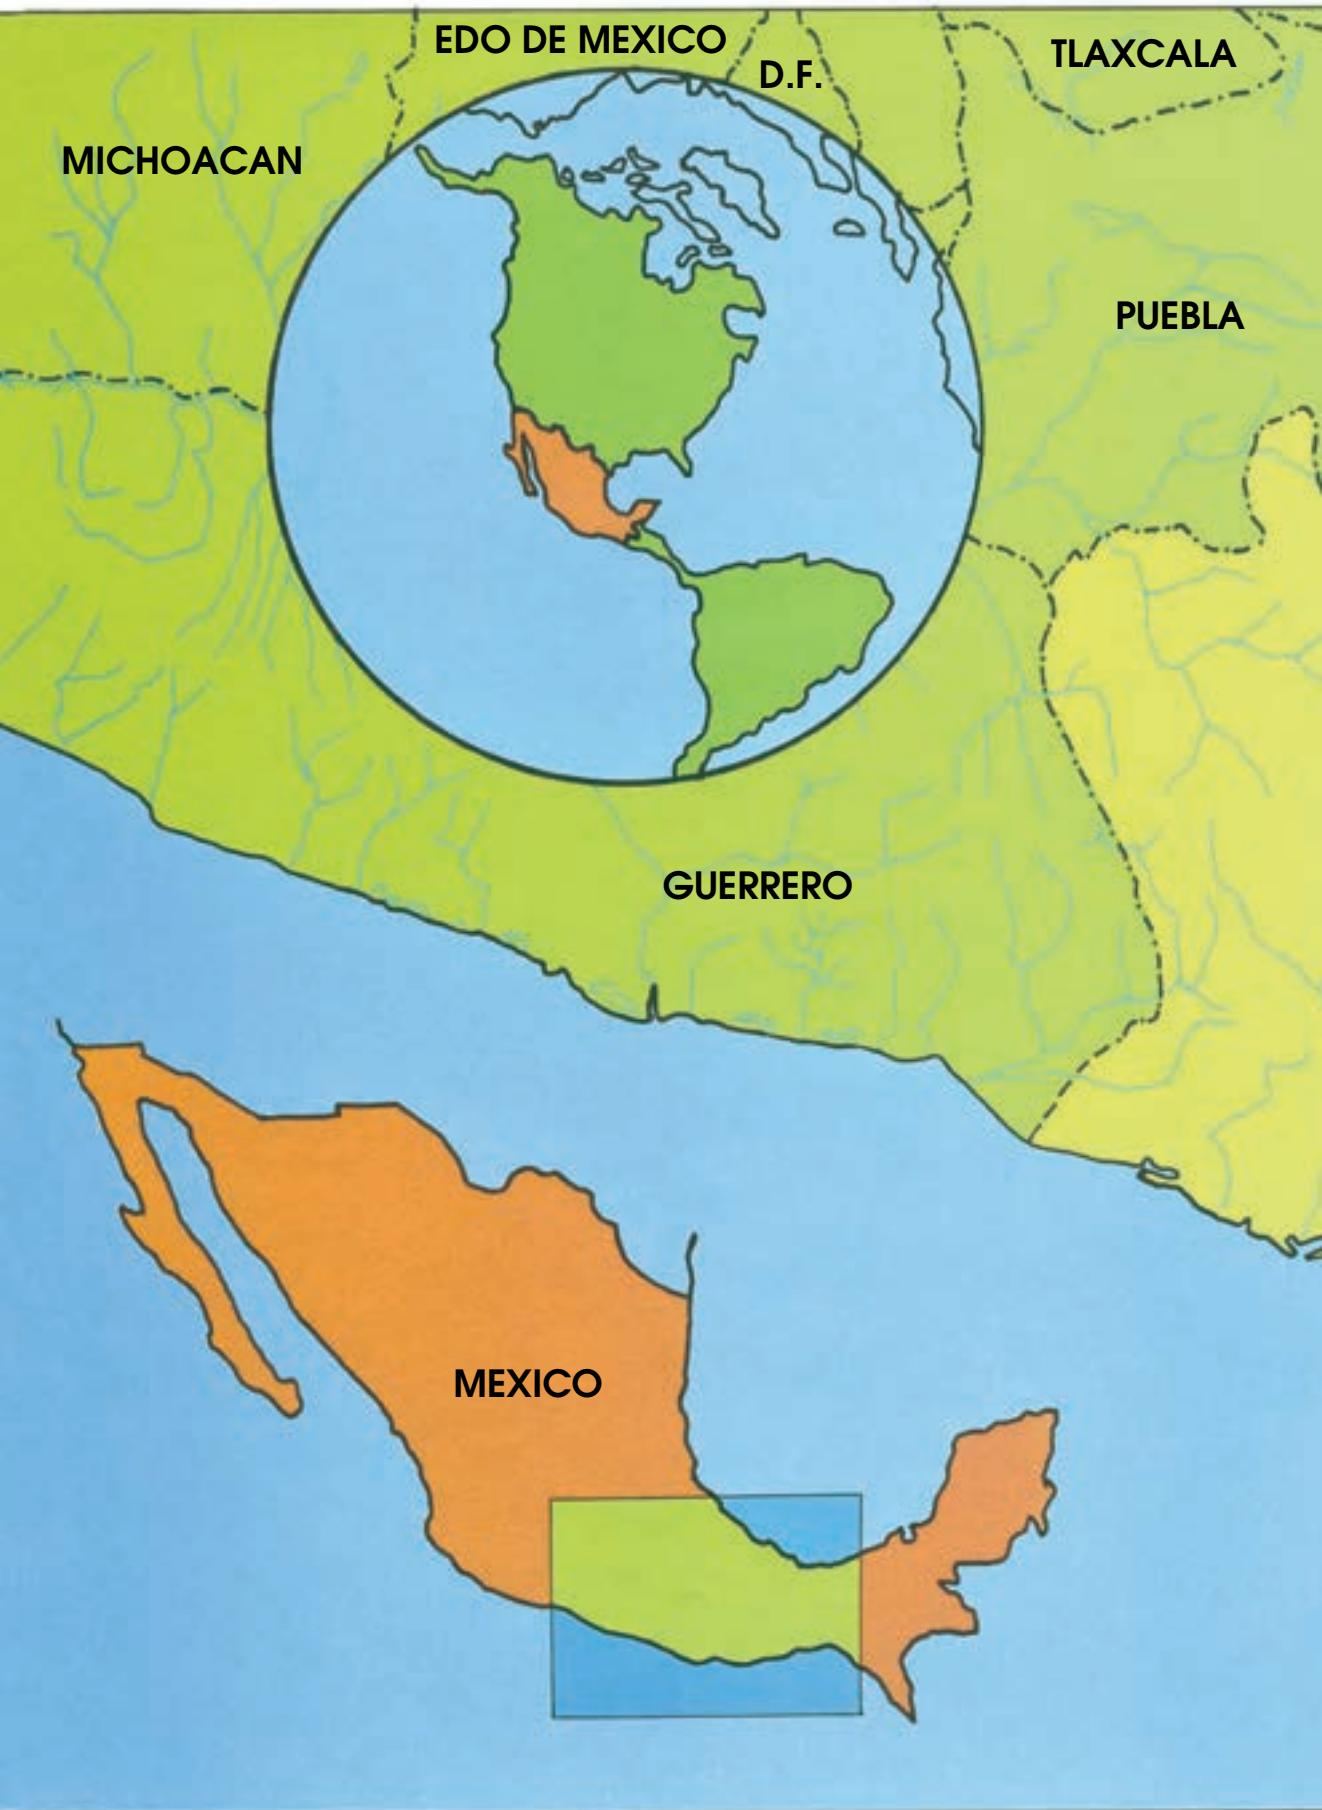 EDO DE MEXICO
D.F.
TLAXCALA
MICHOACAN
PUEBLA
GUERRERO
MEXICO